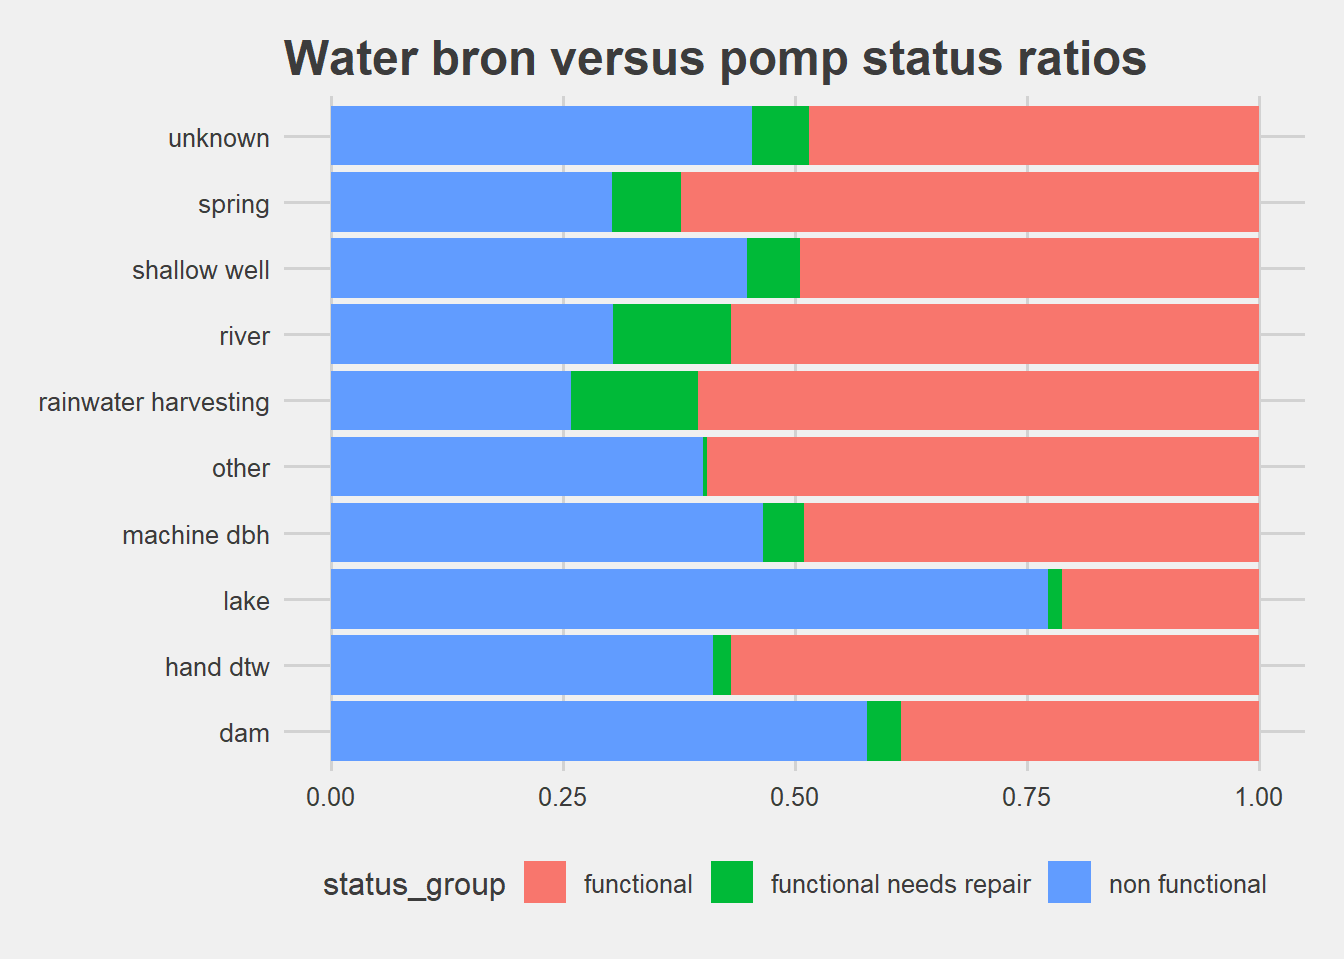 Water bron versus pomp status ratios
unknown
spring
shallow well
river
rainwater harvesting
other
machine dbh
lake
hand dtw
dam
0.00 0.25 0.50 0.75 1.00
status_group functional functional needs repair non functional